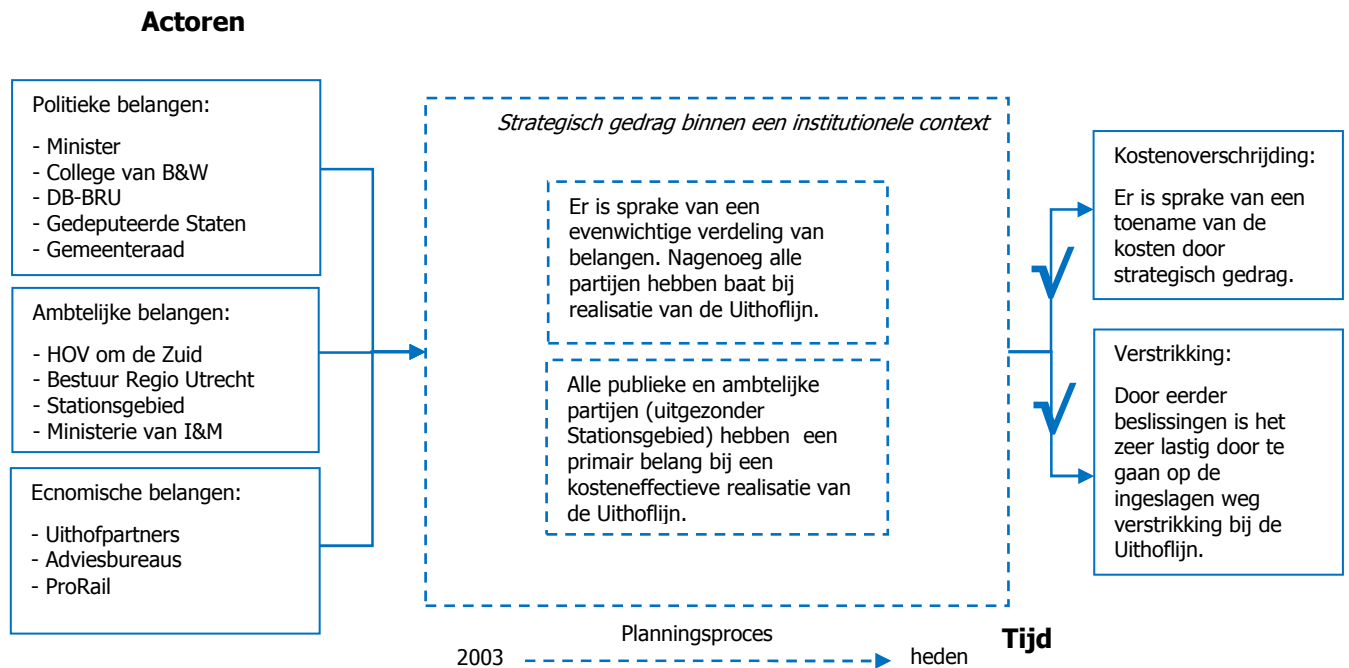 Actoren
Politieke belangen:
- Minister
- College van B&W
- DB-BRU
- Gedeputeerde Staten
- Gemeenteraad
Ambtelijke belangen:
- HOV om de Zuid
- Bestuur Regio Utrecht
- Stationsgebied
- Ministerie van I&M
Ecnomische belangen:
- Uithofpartners
- Adviesbureaus
- ProRail
Strategisch gedrag binnen een institutionele context
Er is sprake van een
evenwichtige verdeling van
belangen. Nagenoeg alle
partijen hebben baat bij
realisatie van de Uithoflijn.
Alle publieke en ambtelijke
partijen (uitgezonder
Stationsgebied) hebben een
primair belang bij een
kosteneffectieve realisatie van
de Uithoflijn.
Kostenoverschrijding:
Er is sprake van een
toename van de
kosten door
strategisch gedrag.
Verstrikking:
Door eerder
beslissingen is het
zeer lastig door te
gaan op de
ingeslagen weg
verstrikking bij de
Uithoflijn.
Planningsproces
Tijd
2003
heden